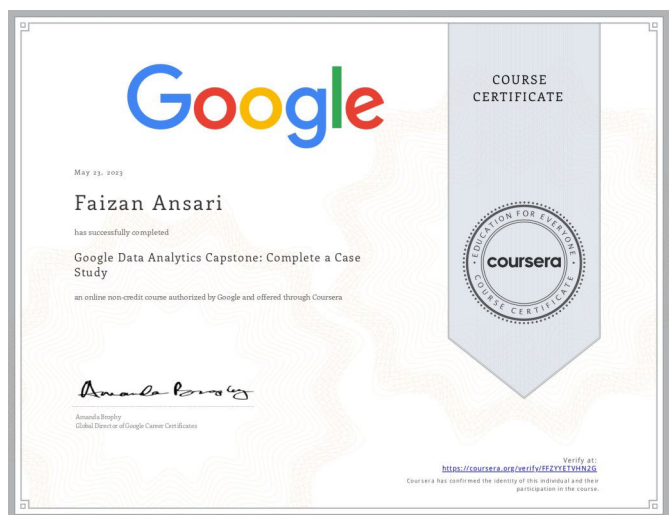 Google
COURSE
CERTIFICATE
May 23, 2023
Faizan Ansari
has successfully completed
Google Data Analytics Capstone: Complete a Case
Study
an online non-credit course authorized by Google and offered through Coursera
EDUCATION FOR EVERYONE
coursera
COURSE CERTIFICATE
Amanda Brophy
Amanda Brophy
Global Director of Google Career Certificates
Verify at:
https://coursera.org/verify/FFZYYETVHN2G
Coursera has confirmed the identity of this individual and their
participation in the course.